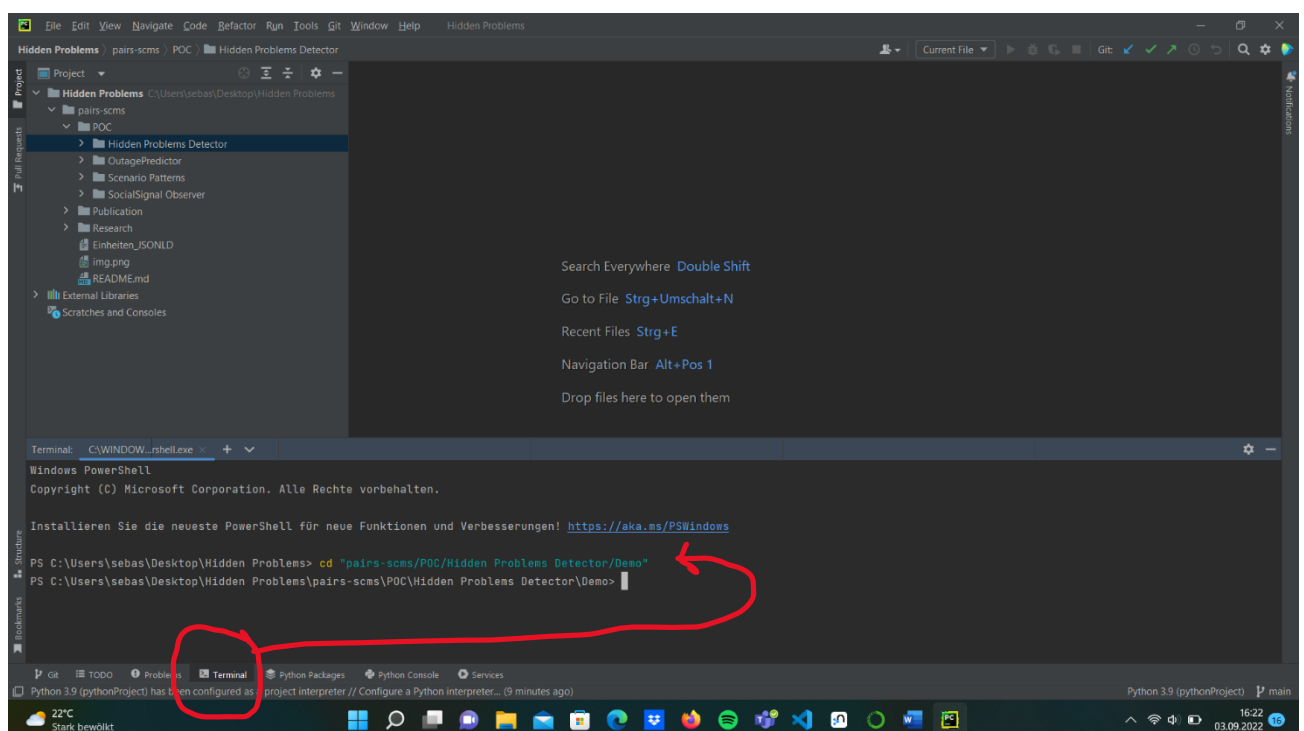 File Edit View Navigate Code Refactor Run Tools Git Window Help Hidden Problems
Hidden Problems pairs-scms POC Hidden Problems Detector
Current File
Git:
Project
Project
Hidden Problems C:\Users\sebas\Desktop\Hidden Problems
pairs-scms
POC
Hidden Problems Detector
OutagePredictor
Scenario Patterns
SocialSignal Observer
Publication
Research
Einheiten_JSONLD
img.png
README.md
External Libraries
Scratches and Consoles
Pull Requests
Notifications
Search Everywhere Double Shift
Go to File Strg+Umschalt+N
Recent Files Strg+E
Navigation Bar Alt+Pos 1
Drop files here to open them
Terminal: C:\WINDOW...rshell.exe
Windows PowerShell
Copyright (C) Microsoft Corporation. Alle Rechte vorbehalten.
Installieren Sie die neueste PowerShell für neue Funktionen und Verbesserungen! https://aka.ms/PSWindows
PS C:\Users\sebas\Desktop\Hidden Problems> cd "pairs-scms/POC/Hidden Problems Detector/Demo"
PS C:\Users\sebas\Desktop\Hidden Problems\pairs-scms\POC\Hidden Problems Detector\Demo>
Structure
Bookmarks
Git TODO Problems Terminal Python Packages Python Console Services
Python 3.9 (pythonProject) has been configured as a project interpreter // Configure a Python interpreter... (9 minutes ago)
Python 3.9 (pythonProject) main
22°C
Stark bewölkt
16:22
03.09.2022
16